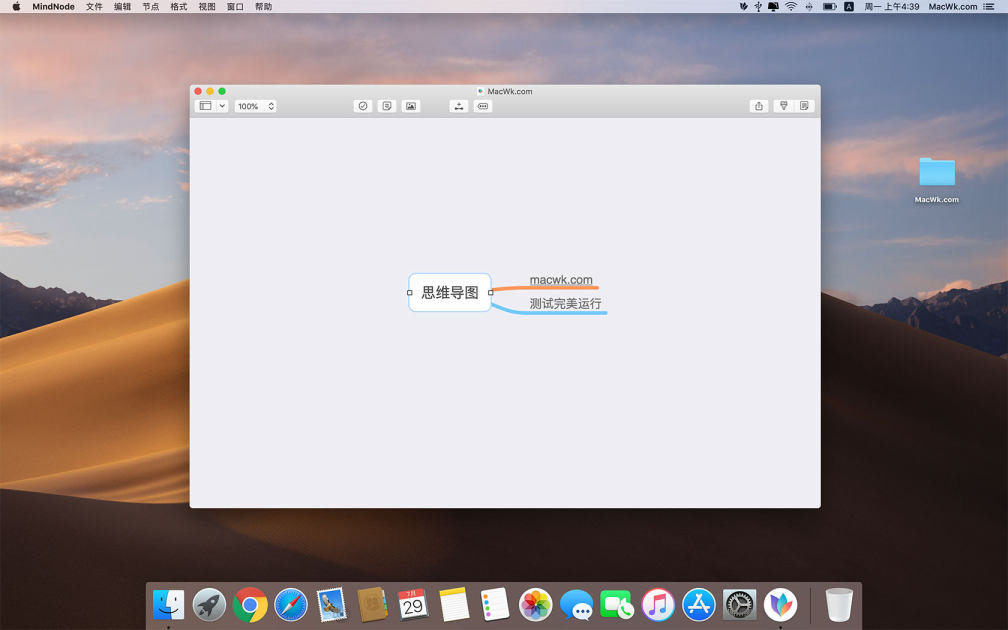 MindNode 文件 编辑 节点 格式 视图 窗口 帮助 A 周一 上午4:39 MacWk.com
MacWk.com
100%
MacWk.com
macwk.com
思维导图
测试完美运行
7月
29